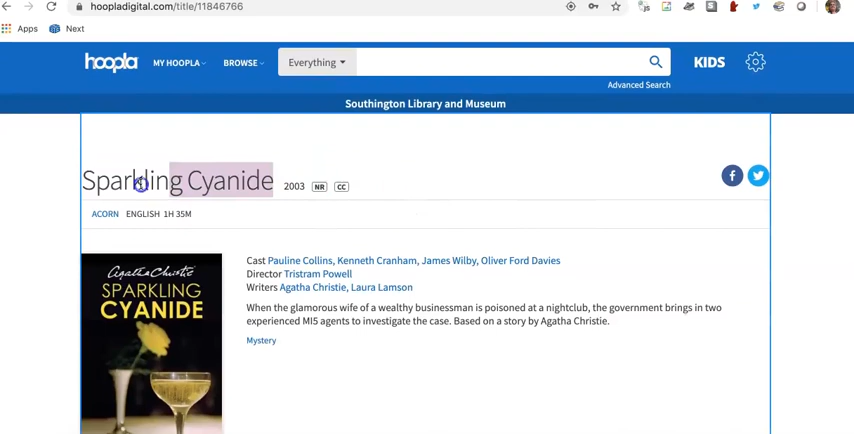 hoopladigital.com/title/11846766
Apps Next
hoopla MY HOOPLA BROWSE Everything KIDS
Advanced Search
Southington Library and Museum
Sparkling Cyanide 2003 NR CC
ACORN ENGLISH 1H 35M
Cast Pauline Collins, Kenneth Cranham, James Wilby, Oliver Ford Davies
Director Tristram Powell
Writers Agatha Christie, Laura Lamson
When the glamorous wife of a wealthy businessman is poisoned at a nightclub, the government brings in two
experienced MI5 agents to investigate the case. Based on a story by Agatha Christie.
Mystery
Agatha Christie
SPARKLING
CYANIDE